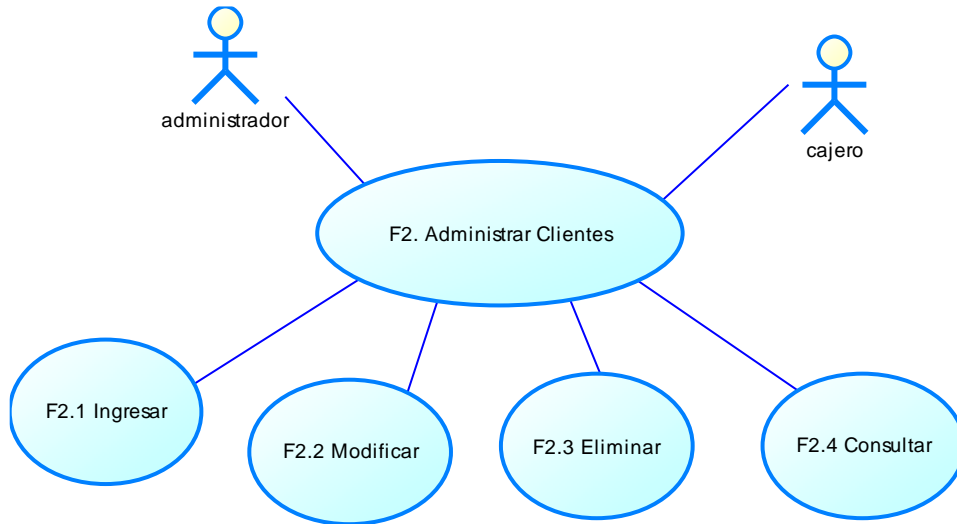 administrador
cajero
F2. Administrar Clientes
F2.1 Ingresar
F2.2 Modificar
F2.3 Eliminar
F2.4 Consultar